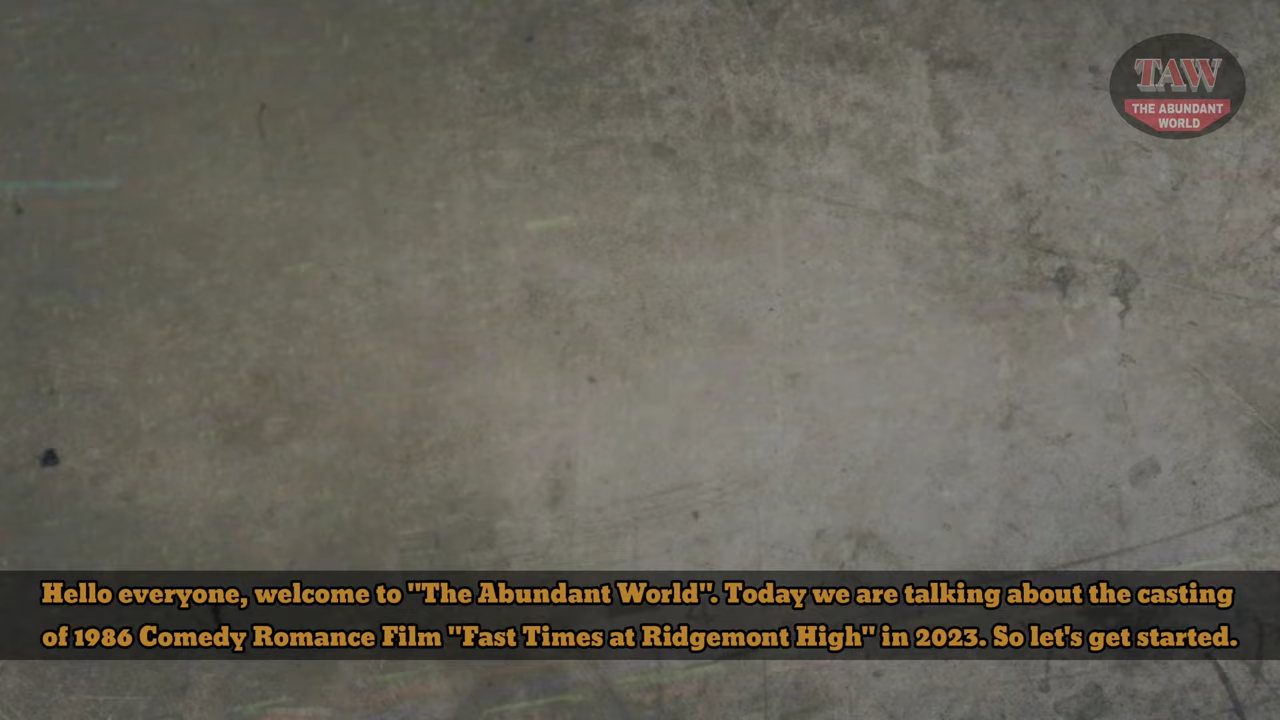 TAW
THE ABUNDANT
WORLD
Hello everyone, welcome to "The Abundant World". Today we are talking about the casting
of 1986 Comedy Romance Film "Fast Times at Ridgemont High" in 2023. So let's get started.